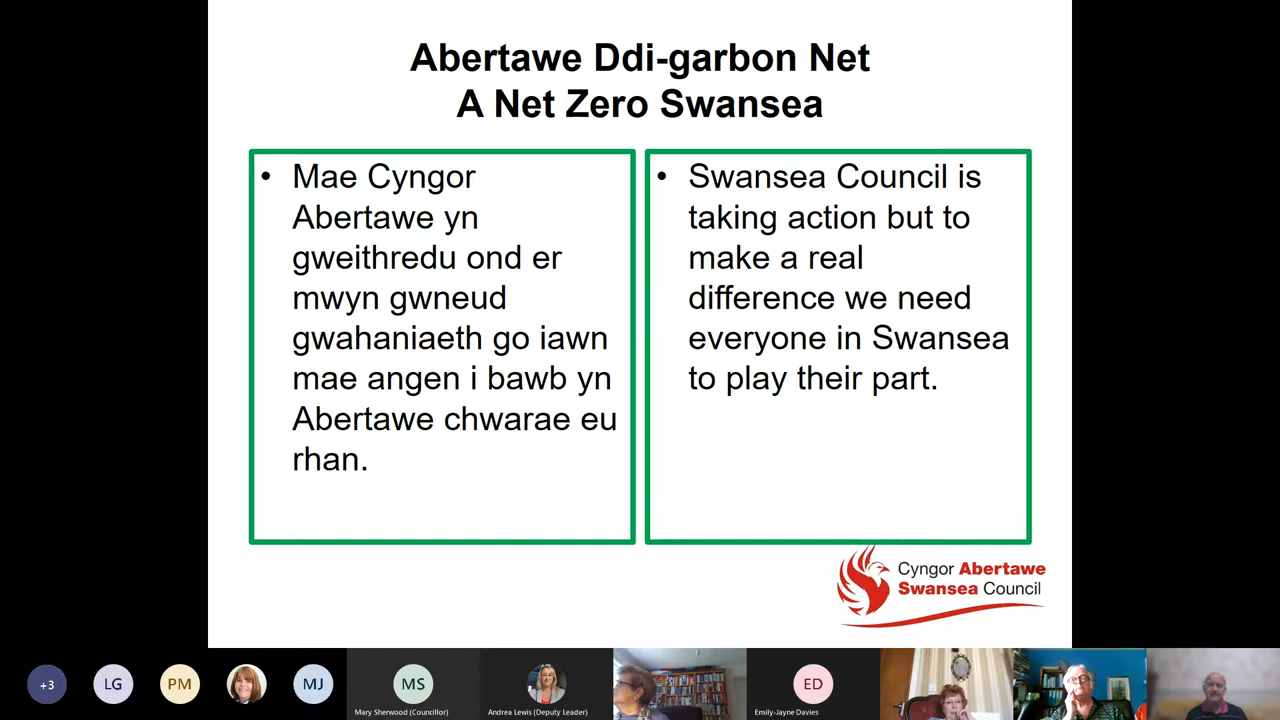 Abertawe Ddi-garbon Net
A Net Zero Swansea
• Mae Cyngor
Abertawe yn
gweithredu ond er
mwyn gwneud
gwahaniaeth go iawn
mae angen i bawb yn
Abertawe chwarae eu
rhan.
• Swansea Council is
taking action but to
make a real
difference we need
everyone in Swansea
to play their part.
Cyngor Abertawe
Swansea Council
+3
LG
PM
MJ
MS
Mary Sherwood (Councillor)
Andrea Lewis (Deputy Leader)
ED
Emily-Jayne Davies